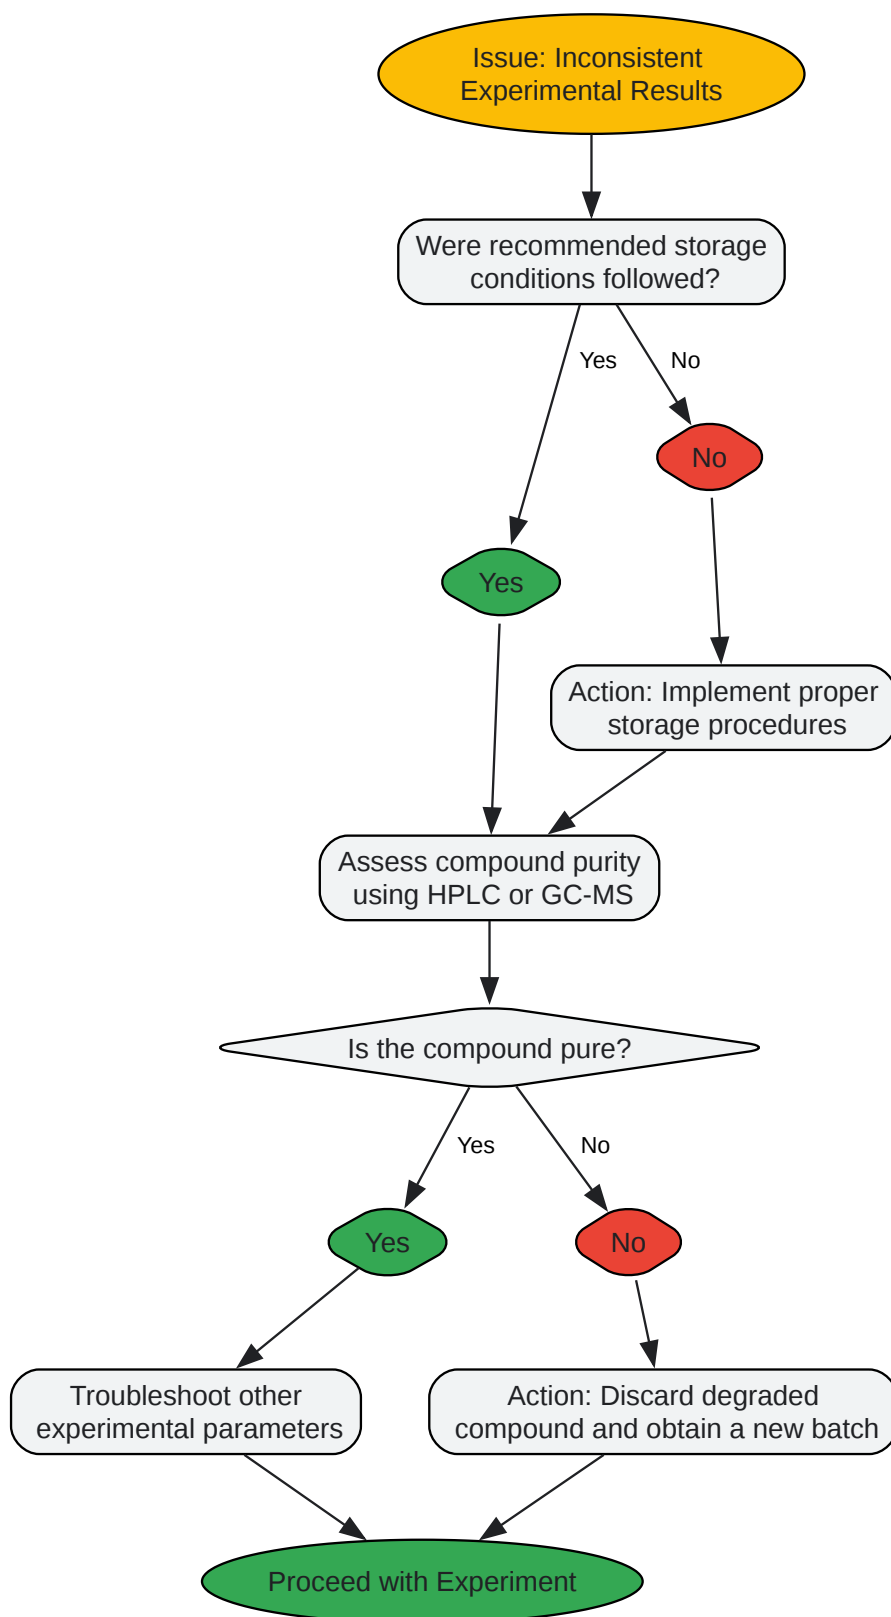 Issue: Inconsistent
Experimental Results
Were recommended storage
conditions followed?
Yes
No
No
Yes
Action: Implement proper
storage procedures
Assess compound purity
using HPLC or GC-MS
Is the compound pure?
Yes
No
Yes
No
Troubleshoot other
experimental parameters
Action: Discard degraded
compound and obtain a new batch
Proceed with Experiment